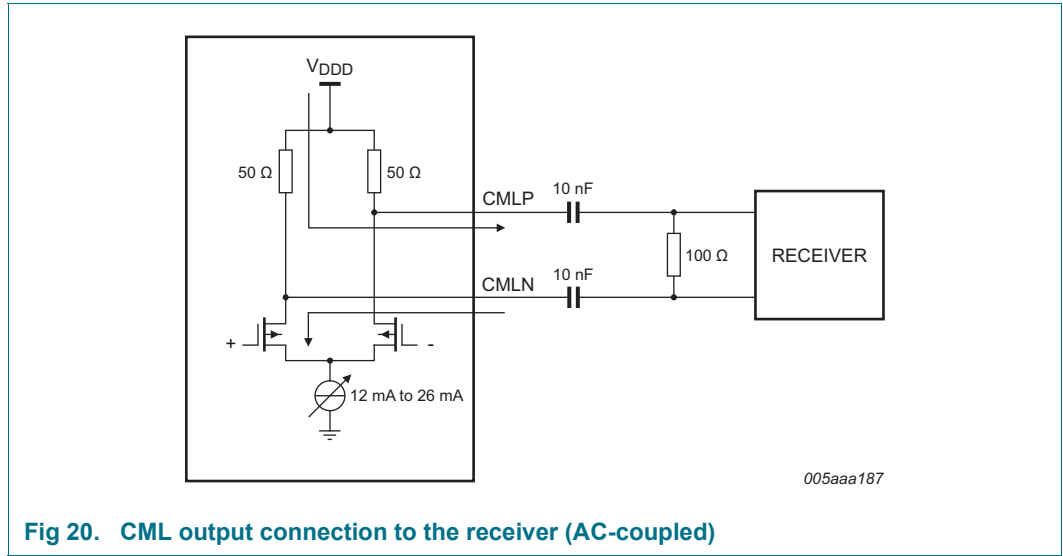 VDDD
50 Ω
50 Ω
CMLP
10 nF
100 Ω
RECEIVER
CMLN
10 nF
+
-
12 mA to 26 mA
005aaa187
Fig 20. CML output connection to the receiver (AC-coupled)